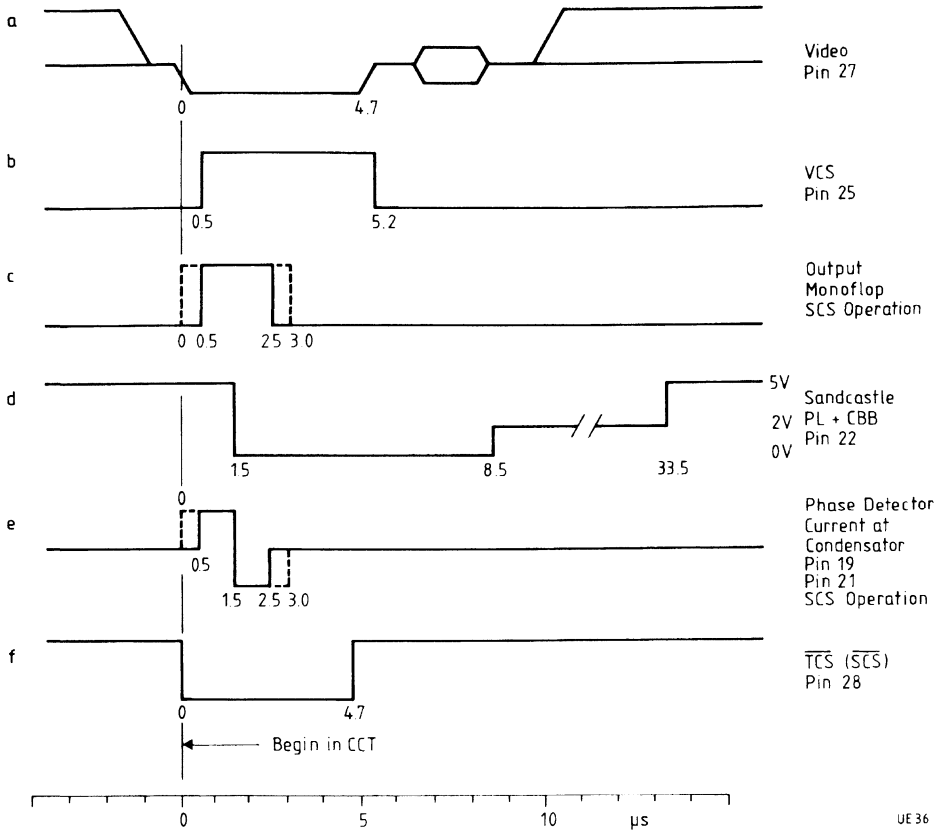 a
Video
Pin 27
0
4.7
b
VCS
Pin 25
0.5
5.2
c
Output
Monoflop
SCS Operation
0 0.5 25 3.0
d
5V
2V
0V
Sandcastle
PL + CBB
Pin 22
1.5
8.5
33.5
0
e
Phase Detector
Current at
Condensator
Pin 19
Pin 21
SCS Operation
0.5
1.5 2.5 3.0
f
TCS (SCS)
Pin 28
0
4.7
Begin in CCT
0 5 µs 10
UE 36